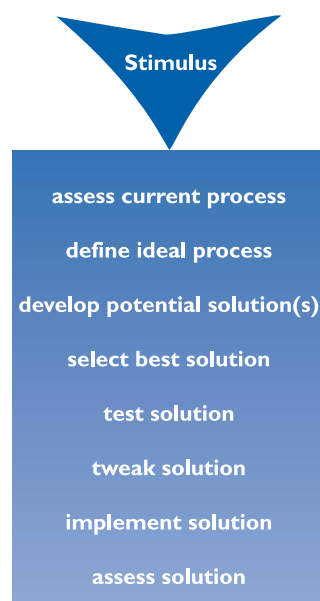 Stimulus
assess current process
define ideal process
develop potential solution(s)
select best solution
test solution
tweak solution
implement solution
assess solution